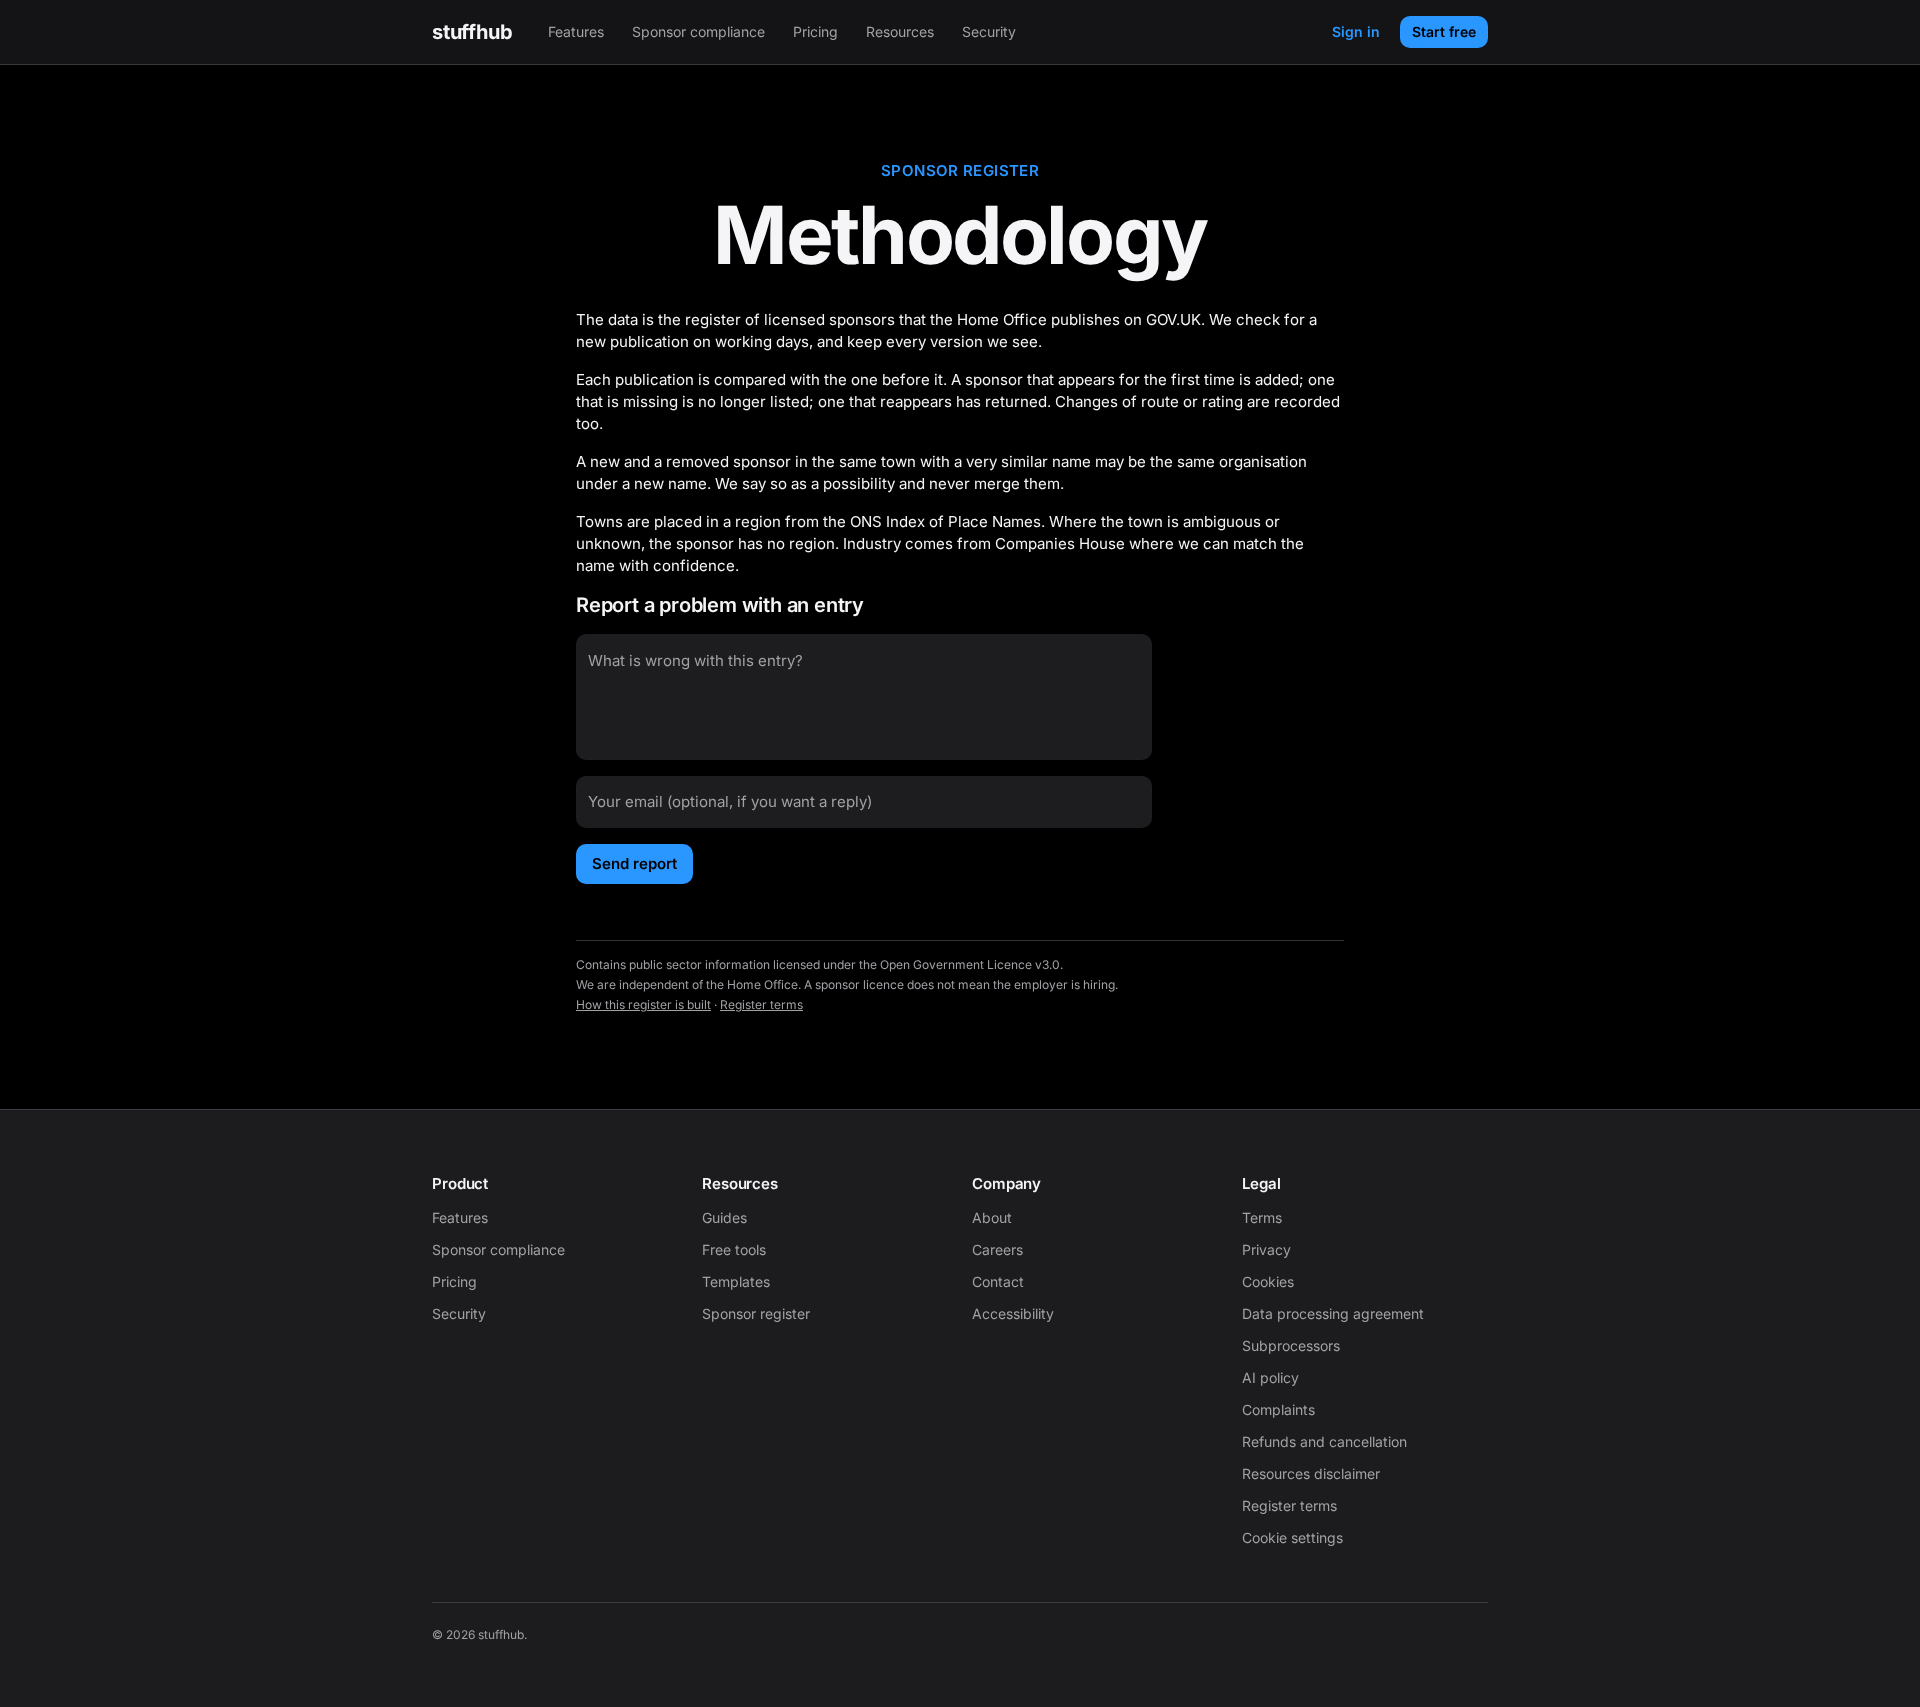 stuffhub
Features
Sponsor compliance
Pricing
Resources
Security
Sign in
Start free
SPONSOR REGISTER
Methodology
The data is the register of licensed sponsors that the Home Office publishes on GOV.UK. We check for a
new publication on working days, and keep every version we see.
Each publication is compared with the one before it. A sponsor that appears for the first time is added; one
that is missing is no longer listed; one that reappears has returned. Changes of route or rating are recorded
too.
A new and a removed sponsor in the same town with a very similar name may be the same organisation
under a new name. We say so as a possibility and never merge them.
Towns are placed in a region from the ONS Index of Place Names. Where the town is ambiguous or
unknown, the sponsor has no region. Industry comes from Companies House where we can match the
name with confidence.
Report a problem with an entry
What is wrong with this entry?
Your email (optional, if you want a reply)
Send report
Contains public sector information licensed under the Open Government Licence v3.0.
We are independent of the Home Office. A sponsor licence does not mean the employer is hiring.
How this register is built · Register terms
Product
Features
Sponsor compliance
Pricing
Security
Resources
Guides
Free tools
Templates
Sponsor register
Company
About
Careers
Contact
Accessibility
Legal
Terms
Privacy
Cookies
Data processing agreement
Subprocessors
AI policy
Complaints
Refunds and cancellation
Resources disclaimer
Register terms
Cookie settings
© 2026 stuffhub.